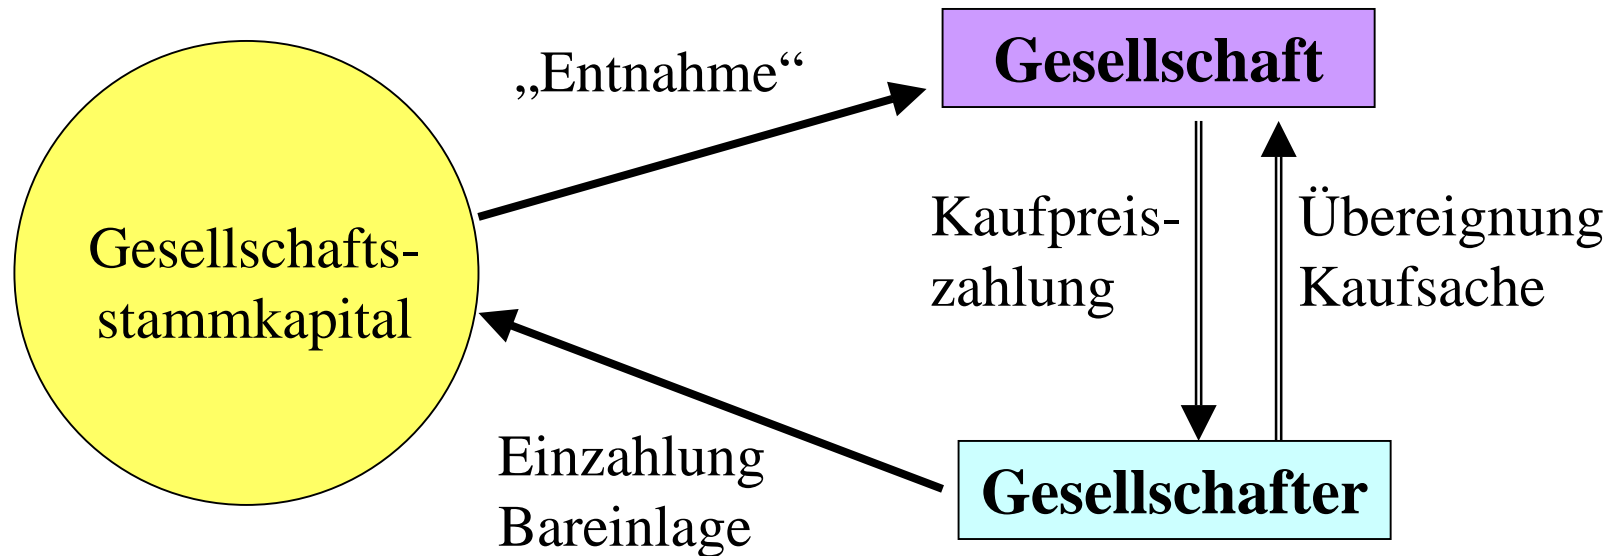 „Entnahme“
Gesellschaft
Gesellschafts-
stammkapital
Kaufpreis-
zahlung
Übereignung
Kaufsache
Einzahlung
Bareinlage
Gesellschafter